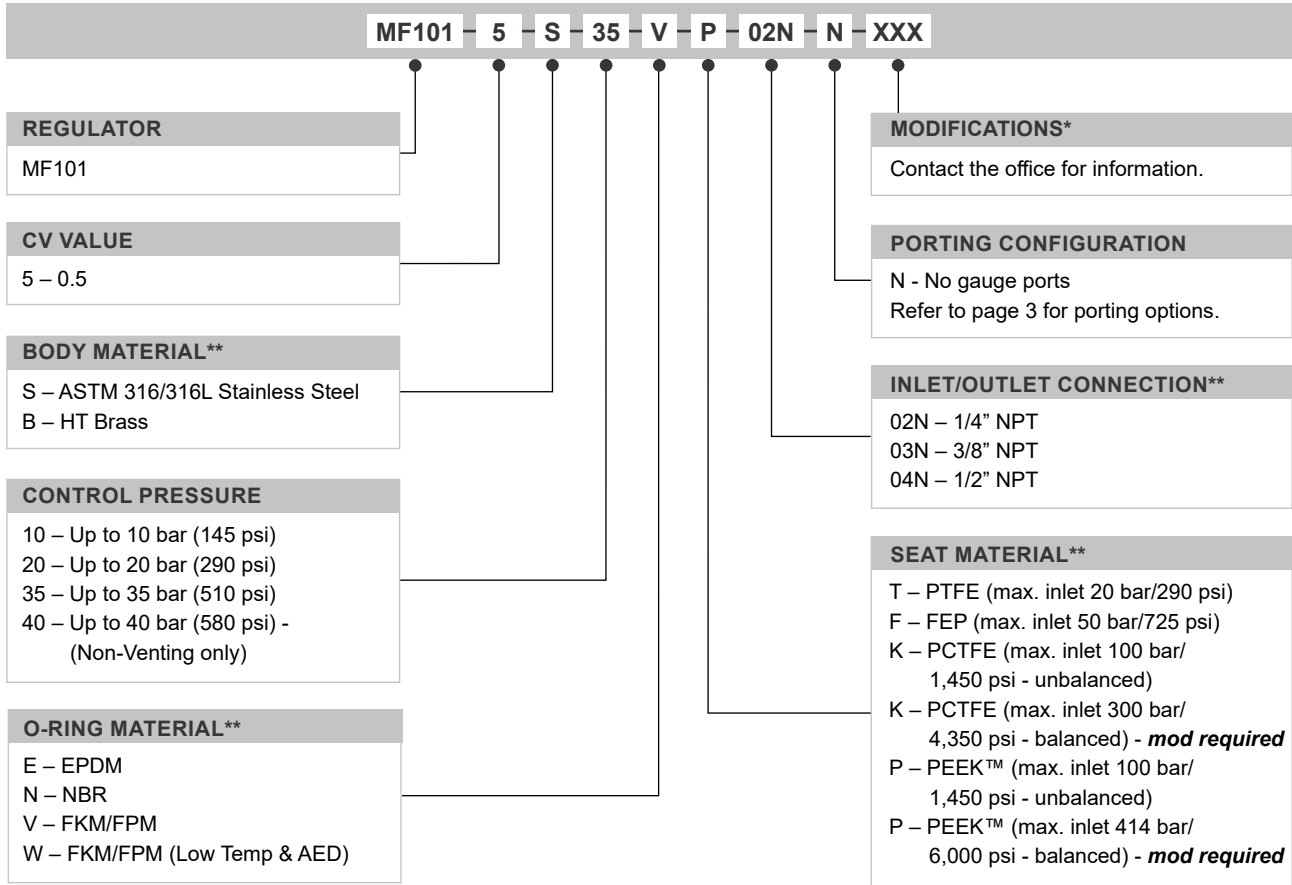 MF101 – 5 – S – 35 – V – P – 02N – N – XXX
REGULATOR
MF101
CV VALUE
5 – 0.5
BODY MATERIAL**
S – ASTM 316/316L Stainless Steel
B – HT Brass
CONTROL PRESSURE
10 – Up to 10 bar (145 psi)
20 – Up to 20 bar (290 psi)
35 – Up to 35 bar (510 psi)
40 – Up to 40 bar (580 psi) -
(Non-Venting only)
O-RING MATERIAL**
E – EPDM
N – NBR
V – FKM/FPM
W – FKM/FPM (Low Temp & AED)
MODIFICATIONS*
Contact the office for information.
PORTING CONFIGURATION
N - No gauge ports
Refer to page 3 for porting options.
INLET/OUTLET CONNECTION**
02N – 1/4” NPT
03N – 3/8” NPT
04N – 1/2” NPT
SEAT MATERIAL**
T – PTFE (max. inlet 20 bar/290 psi)
F – FEP (max. inlet 50 bar/725 psi)
K – PCTFE (max. inlet 100 bar/
1,450 psi - unbalanced)
K – PCTFE (max. inlet 300 bar/
4,350 psi - balanced) - mod required
P – PEEK™ (max. inlet 100 bar/
1,450 psi - unbalanced)
P – PEEK™ (max. inlet 414 bar/
6,000 psi - balanced) - mod required